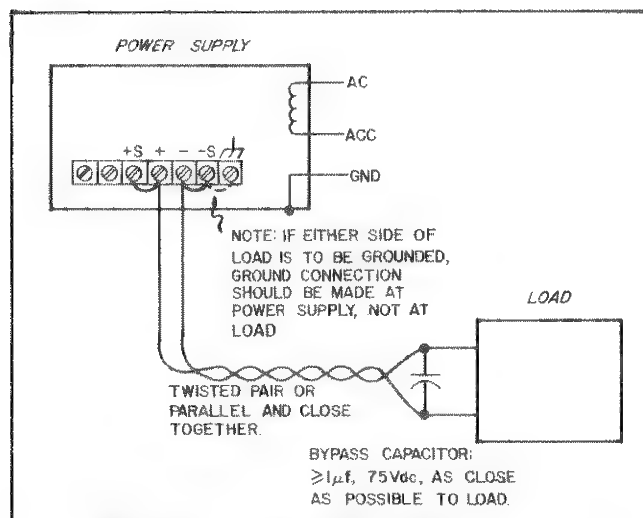 POWER SUPPLY
AC
ACC
GND
+S + - -S
NOTE: IF EITHER SIDE OF
LOAD IS TO BE GROUNDED,
GROUND CONNECTION
SHOULD BE MADE AT
POWER SUPPLY, NOT AT
LOAD
LOAD
TWISTED PAIR OR
PARALLEL AND CLOSE
TOGETHER.
BYPASS CAPACITOR;
≥1μf, 75Vdc, AS CLOSE
AS POSSIBLE TO LOAD.